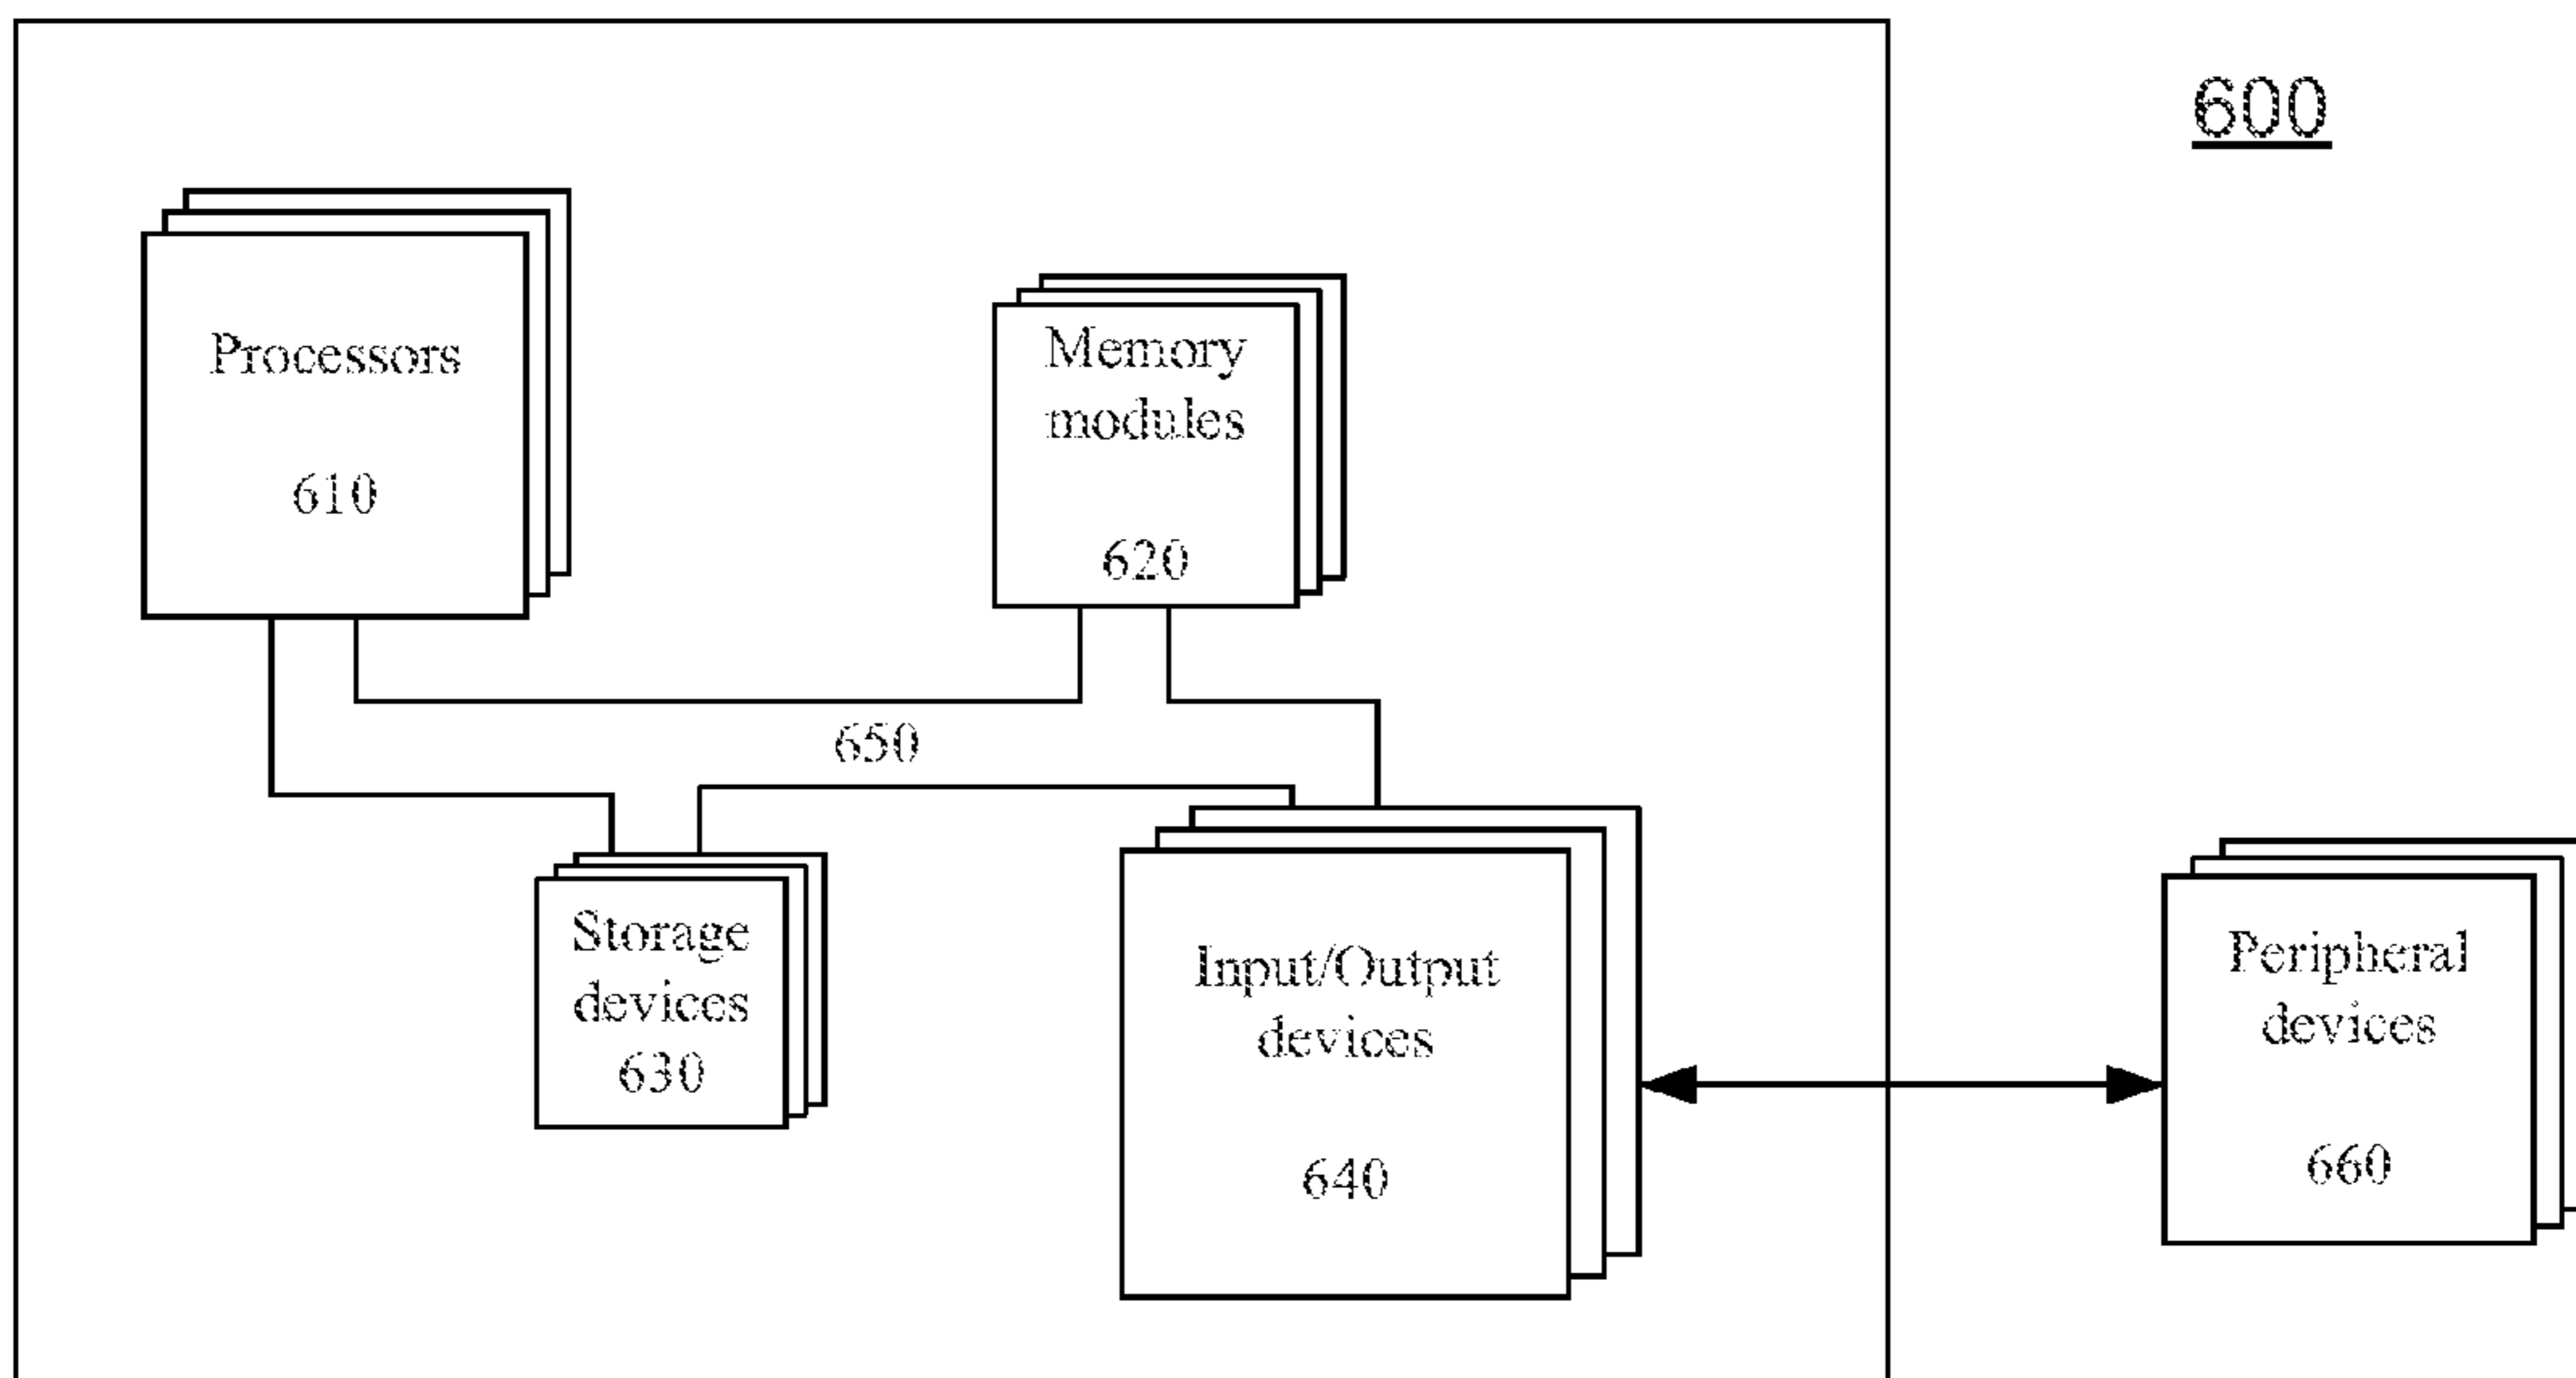 600
Processors
610
Memory
modules
620
650
Storage
devices
630
Input/Output
devices
640
Peripheral
devices
660